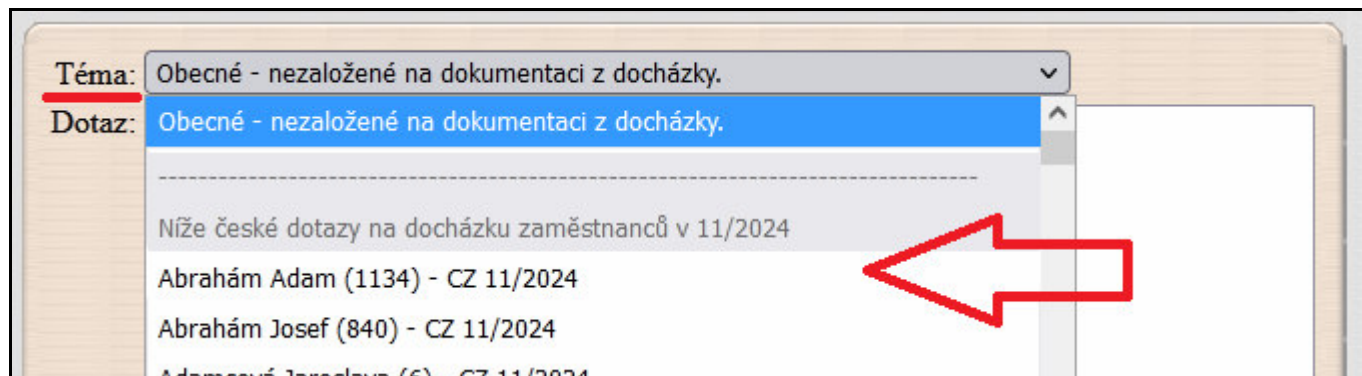 Téma: Obecné - nezaložené na dokumentaci z docházky.
Dotaz: Obecné - nezaložené na dokumentaci z docházky.
--------------------------------------------------------------------------------
Níže české dotazy na docházku zaměstnanců v 11/2024
Abrahám Adam (1134) - CZ 11/2024
Abrahám Josef (840) - CZ 11/2024